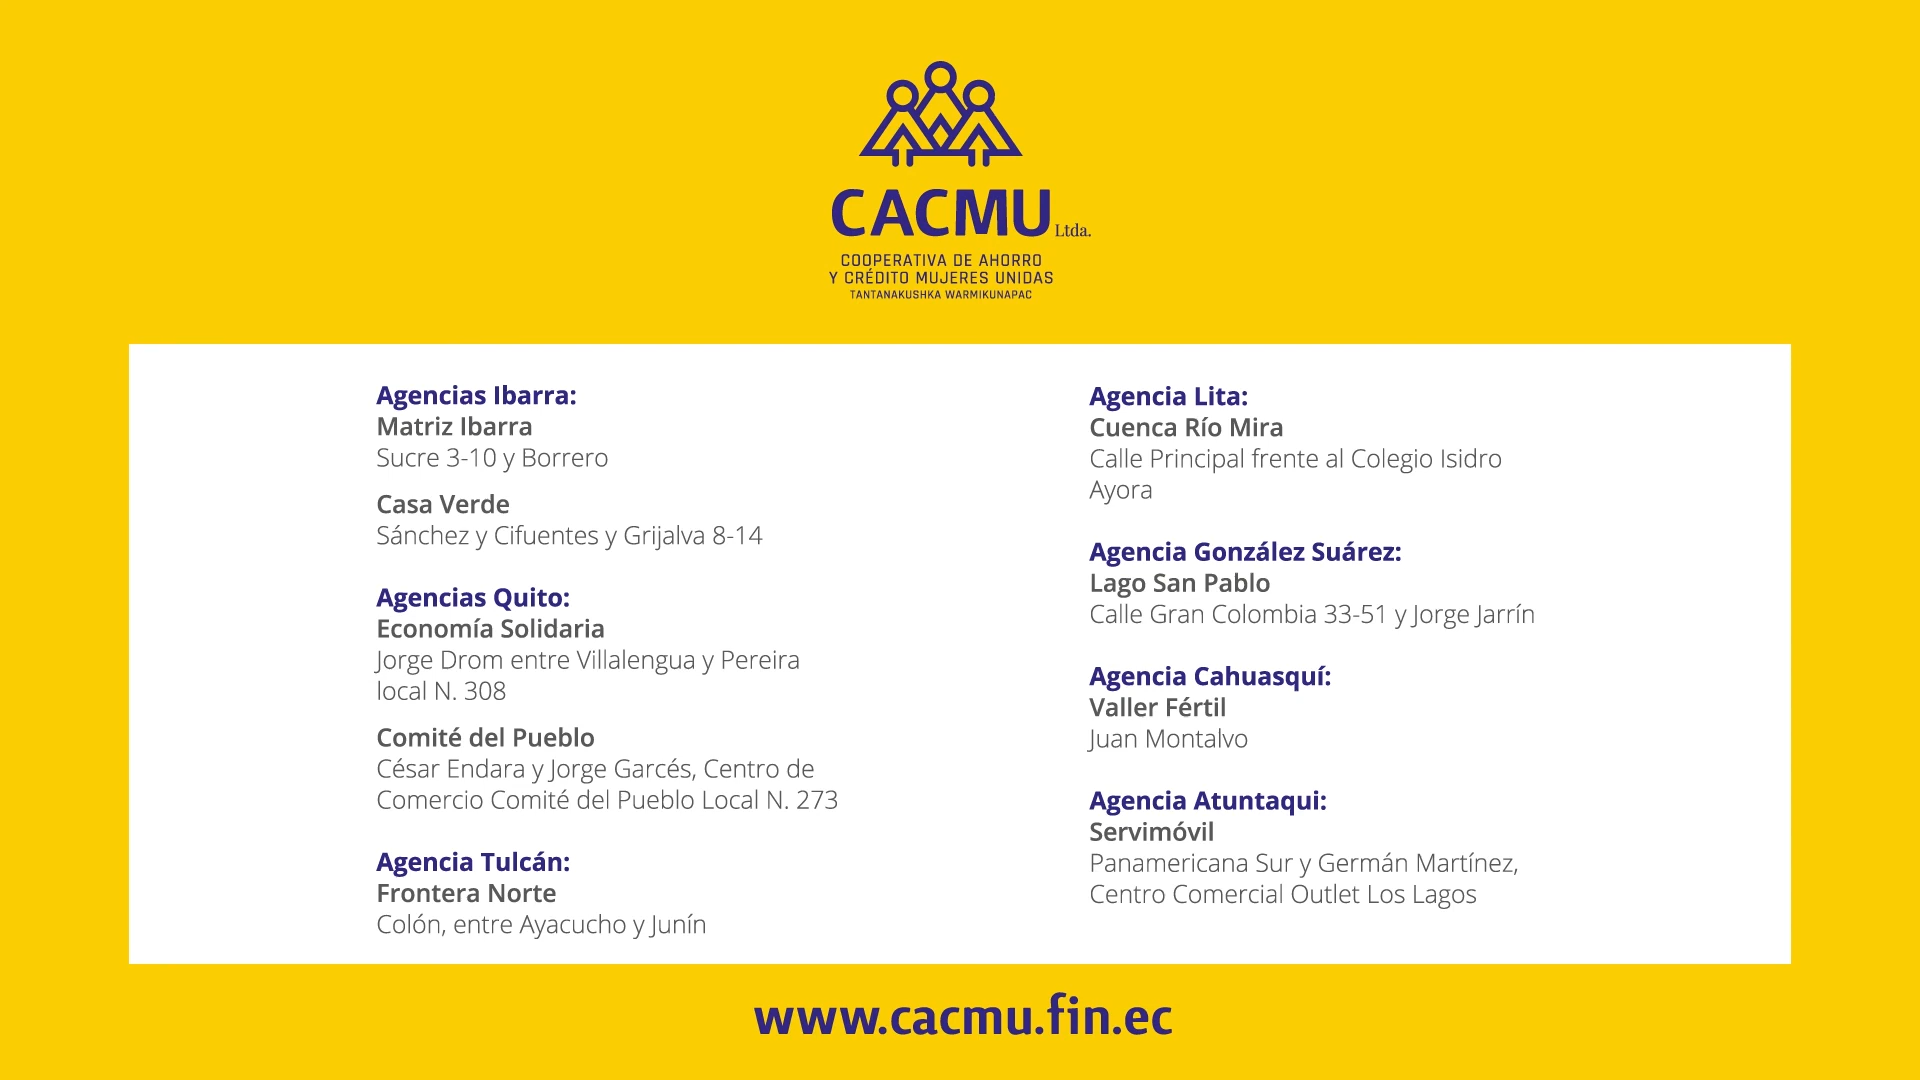 CACMU Ltda.
COOPERATIVA DE AHORRO
Y CRÉDITO MUJERES UNIDAS
TANTANAKUSHKA WARMIKUNAPAC
Agencias Ibarra:
Matriz Ibarra
Sucre 3-10 y Borrero
Casa Verde
Sánchez y Cifuentes y Grijalva 8-14
Agencias Quito:
Economía Solidaria
Jorge Drom entre Villalengua y Pereira
local N. 308
Comité del Pueblo
César Endara y Jorge Garcés, Centro de
Comercio Comité del Pueblo Local N. 273
Agencia Tulcán:
Frontera Norte
Colón, entre Ayacucho y Junín
Agencia Lita:
Cuenca Río Mira
Calle Principal frente al Colegio Isidro
Ayora
Agencia González Suárez:
Lago San Pablo
Calle Gran Colombia 33-51 y Jorge Jarrín
Agencia Cahuasquí:
Valler Fértil
Juan Montalvo
Agencia Atuntaqui:
Servimóvil
Panamericana Sur y Germán Martínez,
Centro Comercial Outlet Los Lagos
www.cacmu.fin.ec